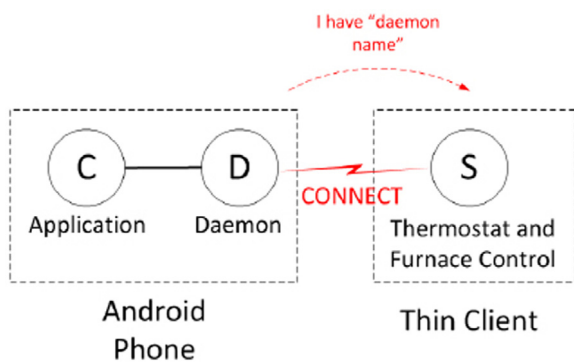 I have “daemon
name”
C
D
S
CONNECT
Application
Daemon
Thermostat and
Furnace Control
Android
Phone
Thin Client